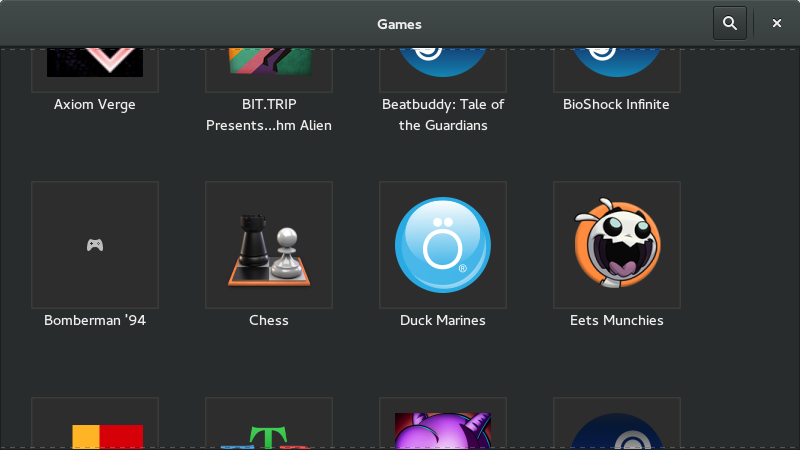 Games
Axiom Verge
BIT.TRIP
Presents...hm Alien
Beatbuddy: Tale of
the Guardians
BioShock Infinite
Bomberman '94
Chess
Ö
®
Duck Marines
Eets Munchies
T